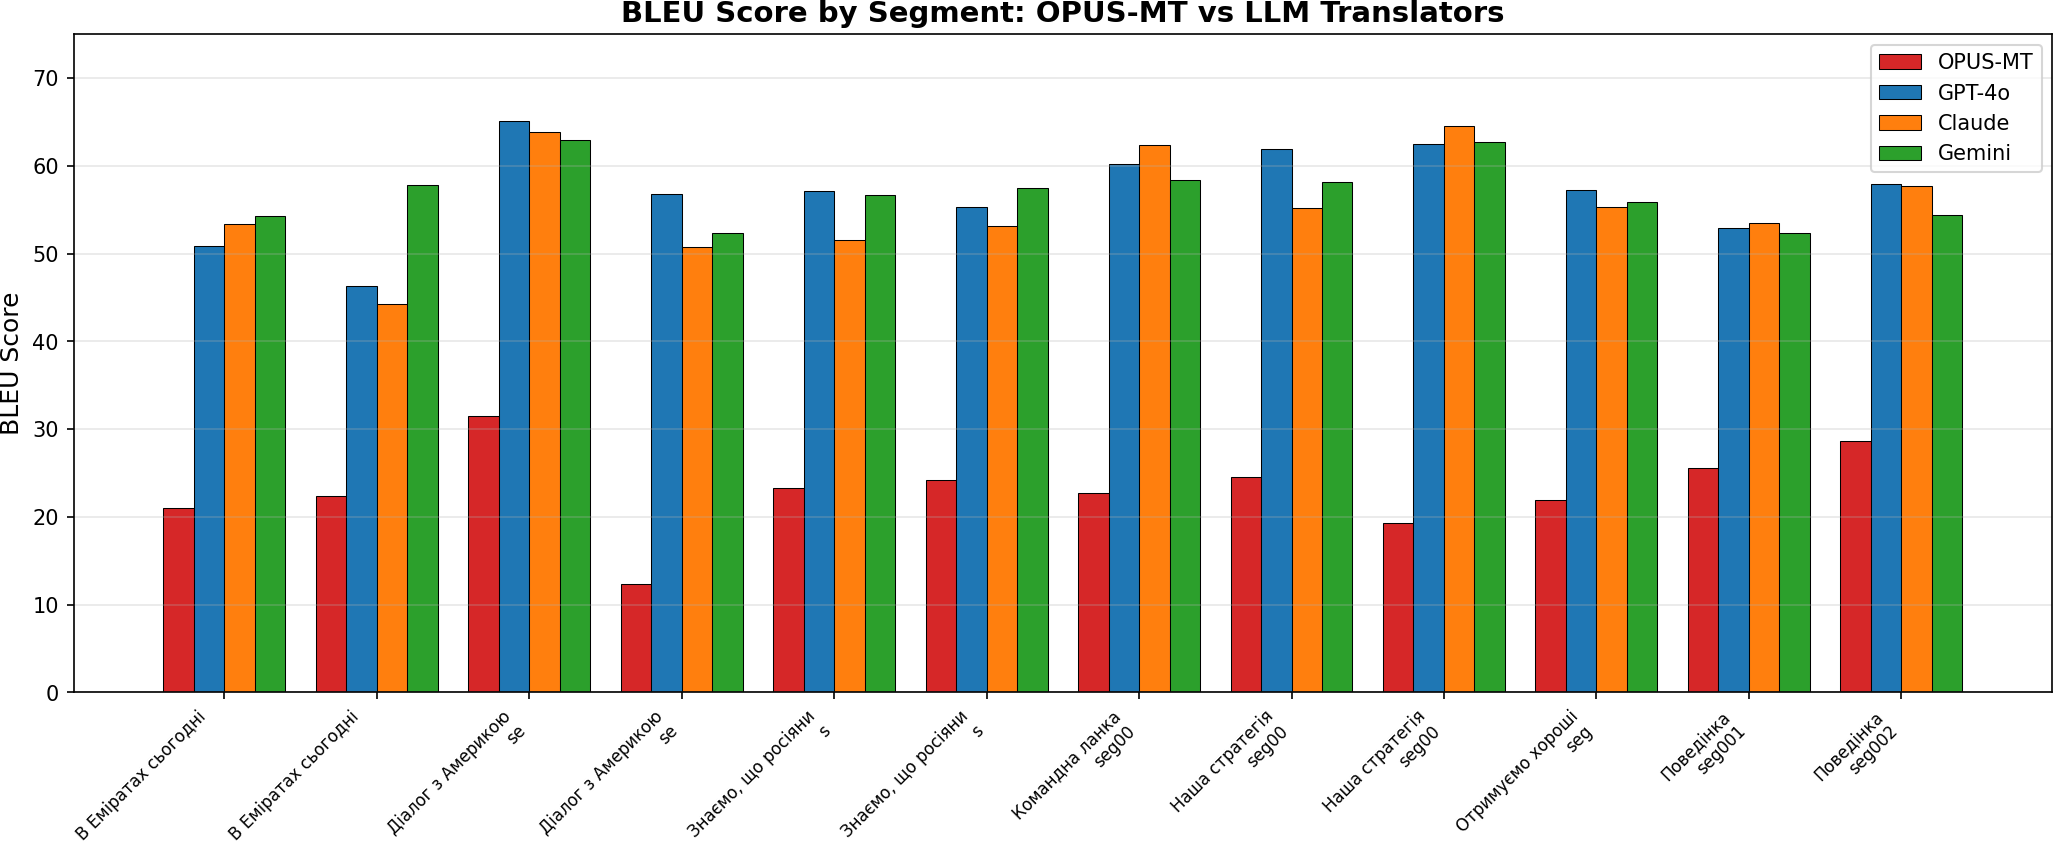 BLEU Score by Segment: OPUS-MT vs LLM Translators
OPUS-MT
GPT-4o
Claude
Gemini
BLEU Score
70
60
50
40
30
20
10
0
В Еміратах сьогодні
В Еміратах сьогодні
Діалог з Америкою
se
Діалог з Америкою
se
Знаємо, що росіяни
s
Знаємо, що росіяни
s
Командна ланка
seg00
Наша стратегія
seg00
Наша стратегія
seg00
Отримуємо хороші
seg
Поведінка
seg001
Поведінка
seg002